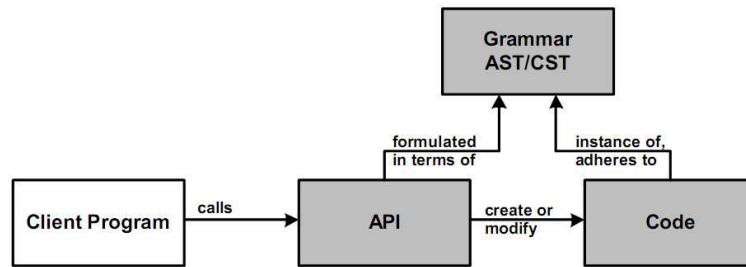 Grammar
AST/CST
formulated
in terms of
instance of,
adheres to
Client Program
calls
API
create or
modify
Code